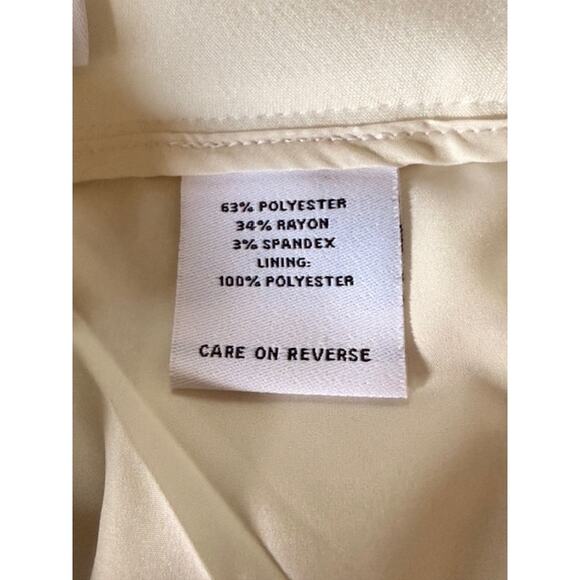 63% POLYESTER
34% RAYON
3% SPANDEX
LINING:
100% POLYESTER
CARE ON REVERSE